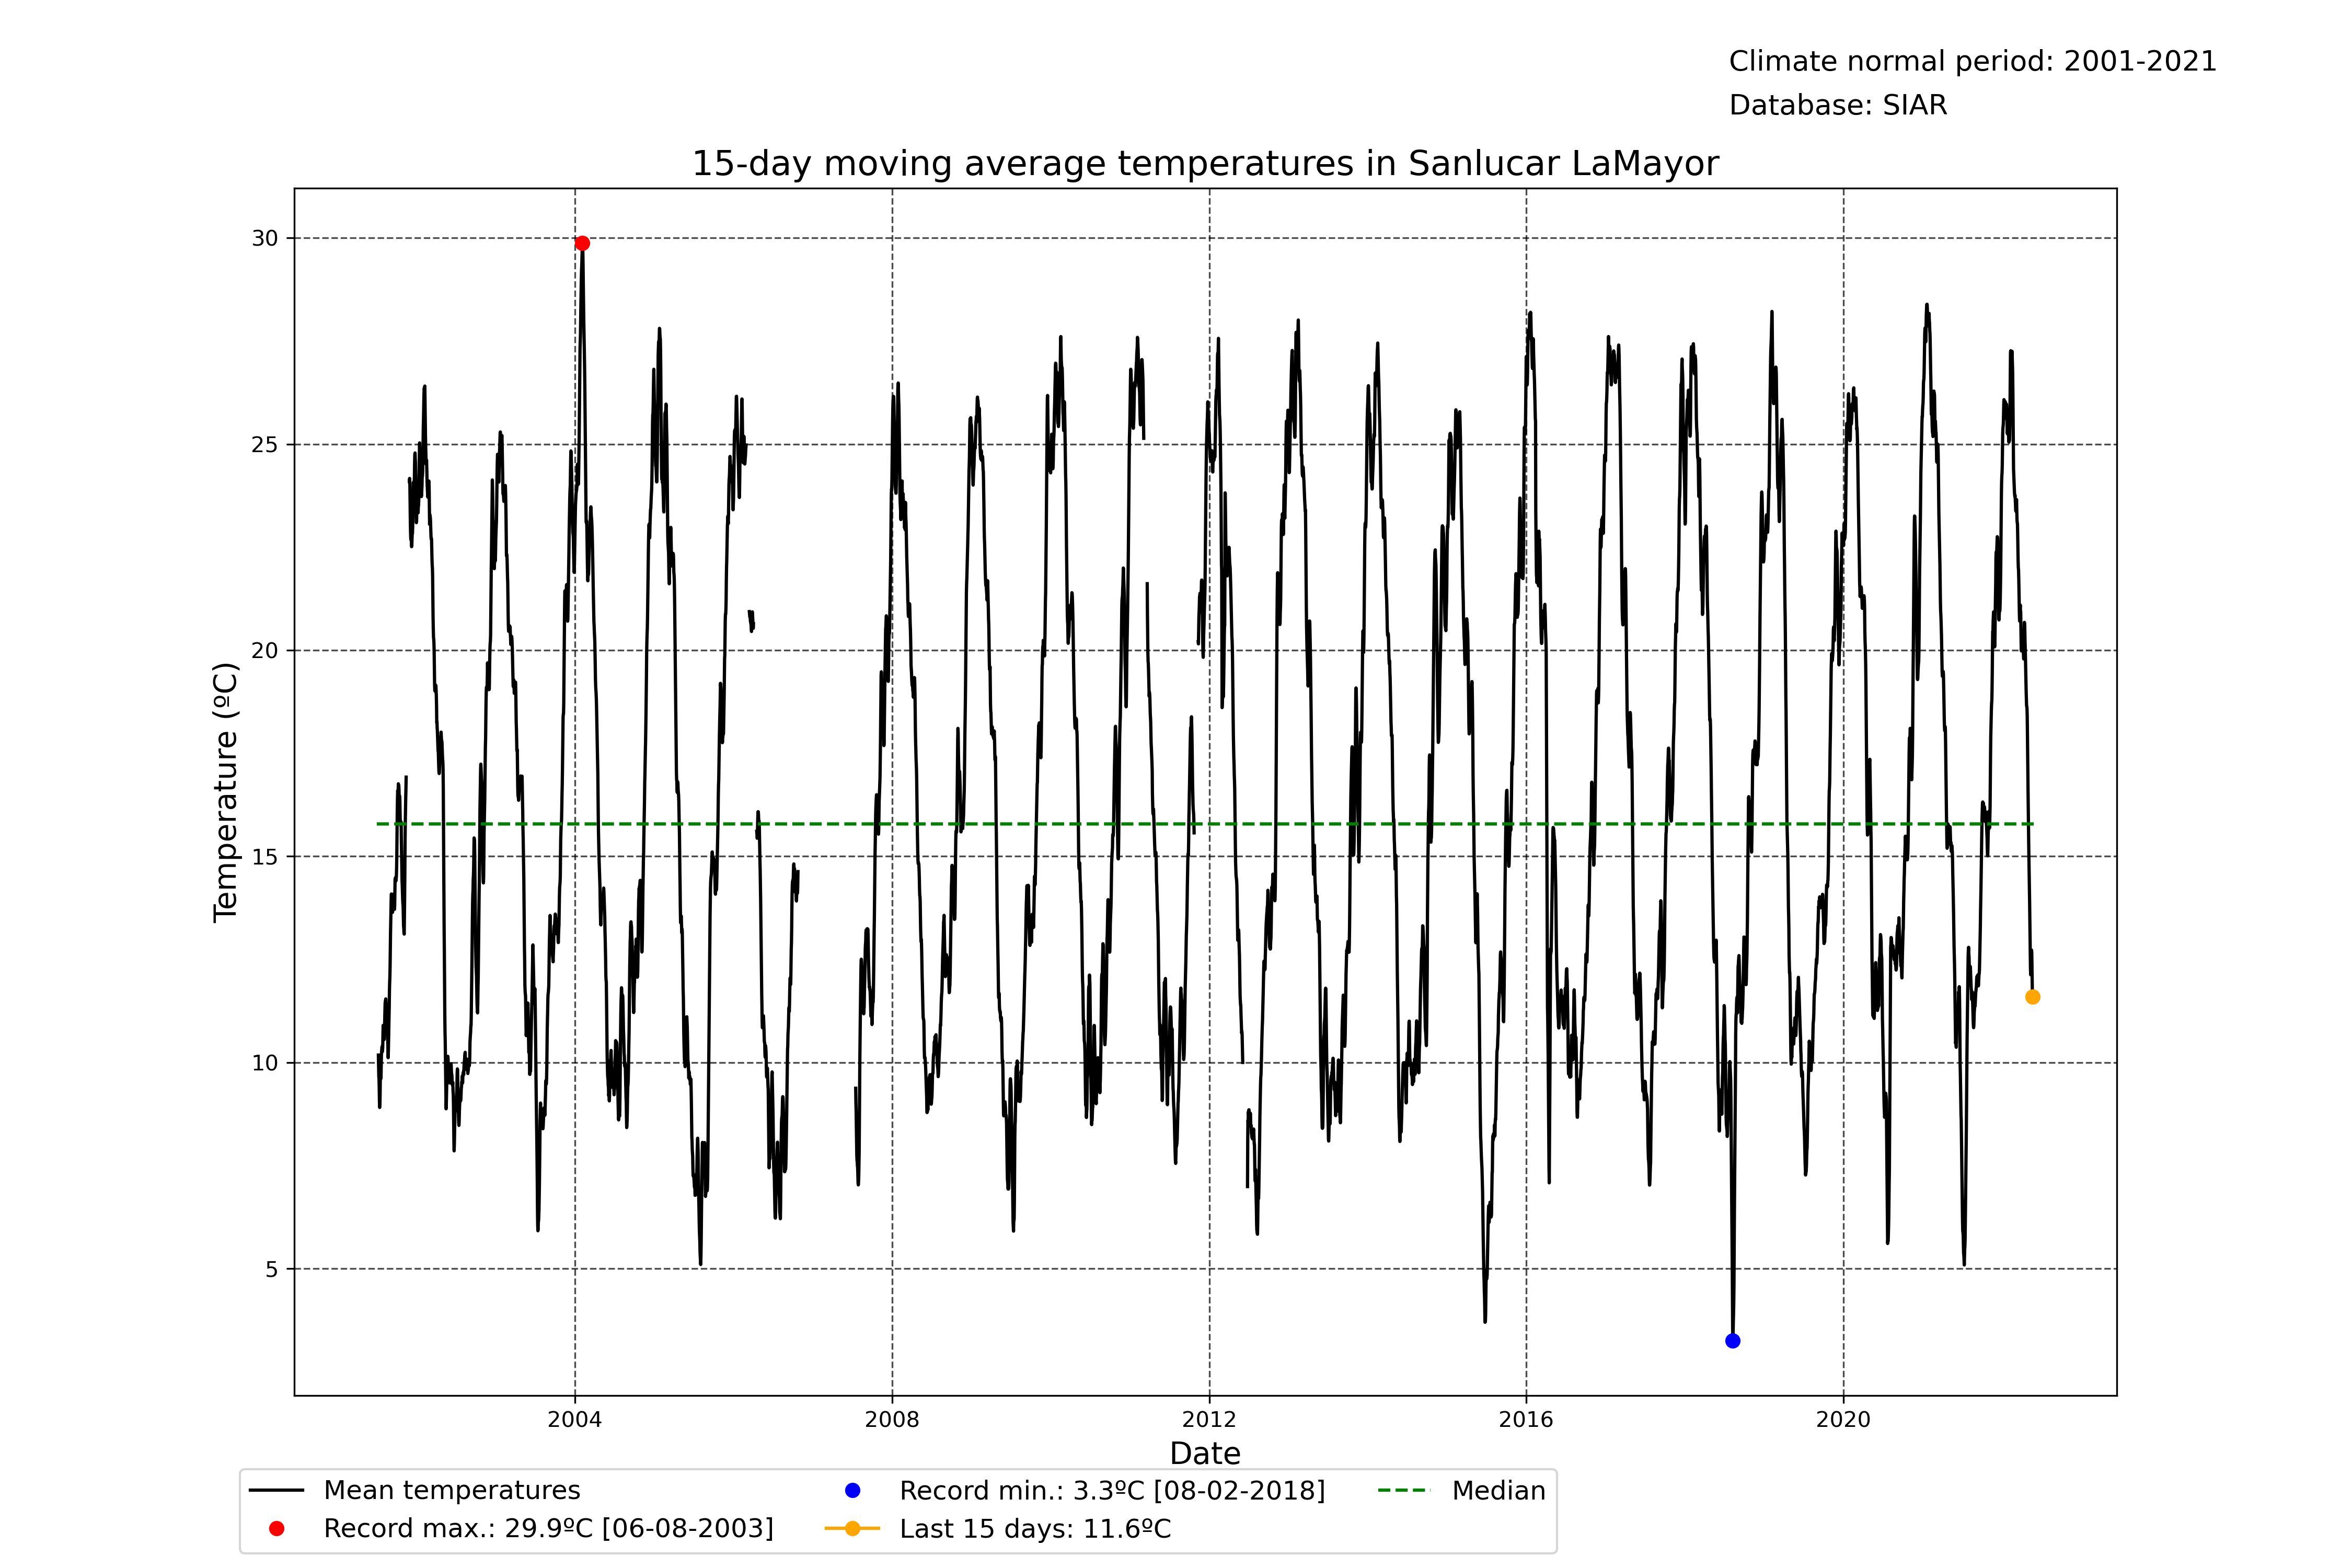 Climate normal period: 2001-2021
Database: SIAR
15-day moving average temperatures in Sanlucar LaMayor
30
25
20
15
10
5
Temperature (ºC)
2004 2008 2012 2016 2020
Date
Mean temperatures
Record max.: 29.9ºC [06-08-2003]
Record min.: 3.3ºC [08-02-2018]
Last 15 days: 11.6ºC
Median